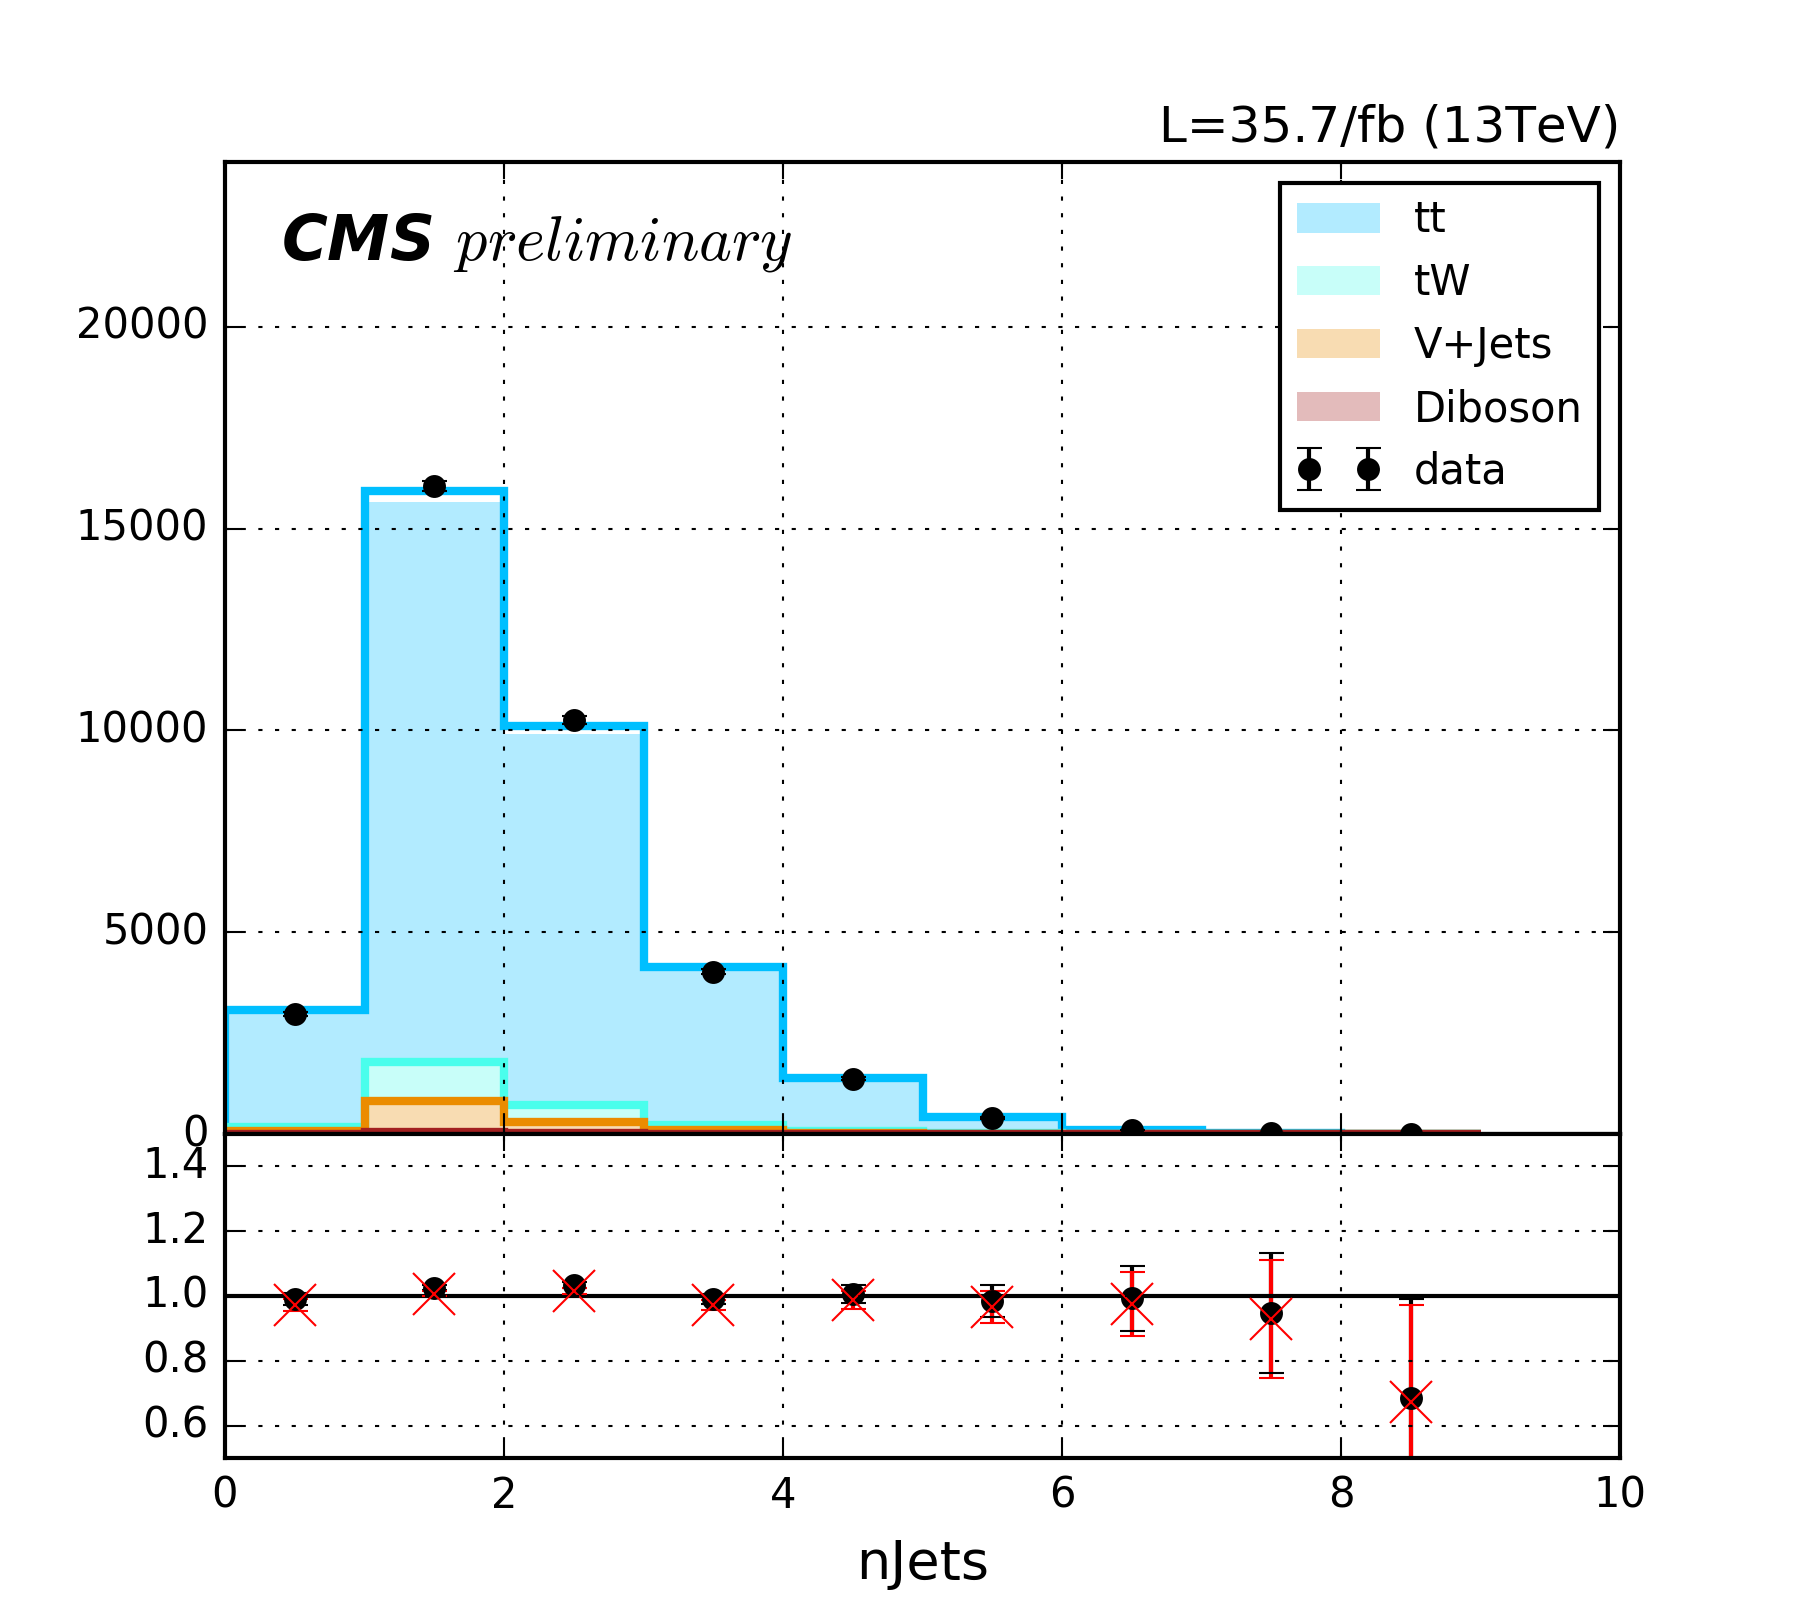 L=35.7/fb (13TeV)
CMS preliminary
tt
tW
V+Jets
Diboson
data
20000
15000
10000
5000
0
1.4
1.2
1.0
0.8
0.6
0 2 4 6 8 10
nJets